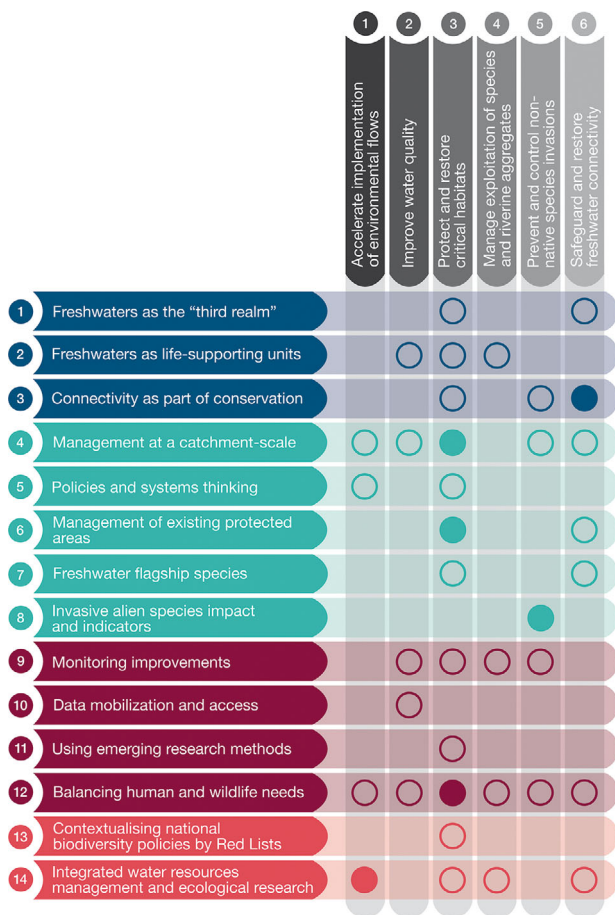 1
2
3
4
5
6
Accelerate implementation
of environmental flows
Improve water quality
Protect and restore
critical habitats
Manage exploitation of species
and riverine aggregates
Prevent and control non-
native species invasions
Safeguard and restore
freshwater connectivity
1 Freshwaters as the “third realm”
2 Freshwaters as life-supporting units
3 Connectivity as part of conservation
4 Management at a catchment-scale
5 Policies and systems thinking
6 Management of existing protected
areas
7 Freshwater flagship species
8 Invasive alien species impact
and indicators
9 Monitoring improvements
10 Data mobilization and access
11 Using emerging research methods
12 Balancing human and wildlife needs
13 Contextualising national
biodiversity policies by Red Lists
14 Integrated water resources
management and ecological research